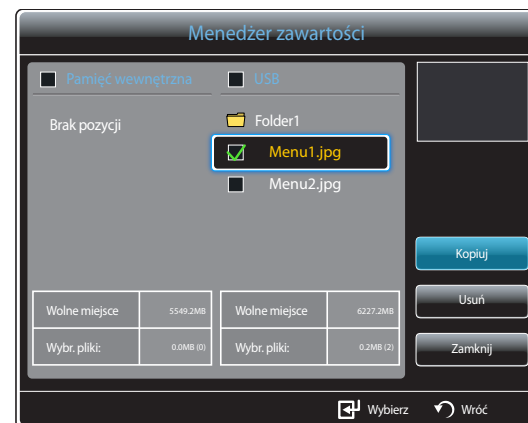 Menedżer zawartości
Pamięć wewnętrzna
USB
Brak pozycji
Folder1
Menu1.jpg
Menu2.jpg
Kopiuj
Usuń
Zamknij
Wolne miejsce 5549.2MB
Wybr. pliki: 0.0MB (0)
Wolne miejsce 6227.2MB
Wybr. pliki: 0.2MB (2)
Wybierz
Wróć